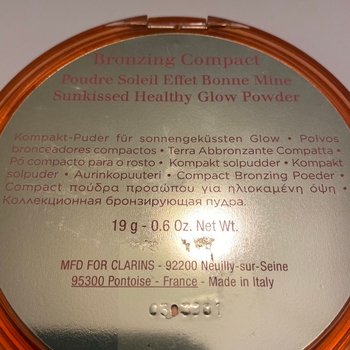 Bronzing Compact
Poudre Soleil Effet Bonne Mine
Sunkissed Healthy Glow Powder
Kompakt-Puder für sonnengeküssten Glow • Polvos
bronceadores compactos • Terra Abbronzante Compatta •
Pó compacto para o rosto • Kompakt solpudder • Kompakt
solpuder • Aurinkopuuteri • Compact Bronzing Poeder •
Compact πούδρα προσώπου για ηλιοκαμένη όψη •
Коллекционная бронзирующая пудра.
19 g - 0.6 Oz. Net Wt.
MFD FOR CLARINS - 92200 Neuilly-sur-Seine
95300 Pontoise - France - Made in Italy